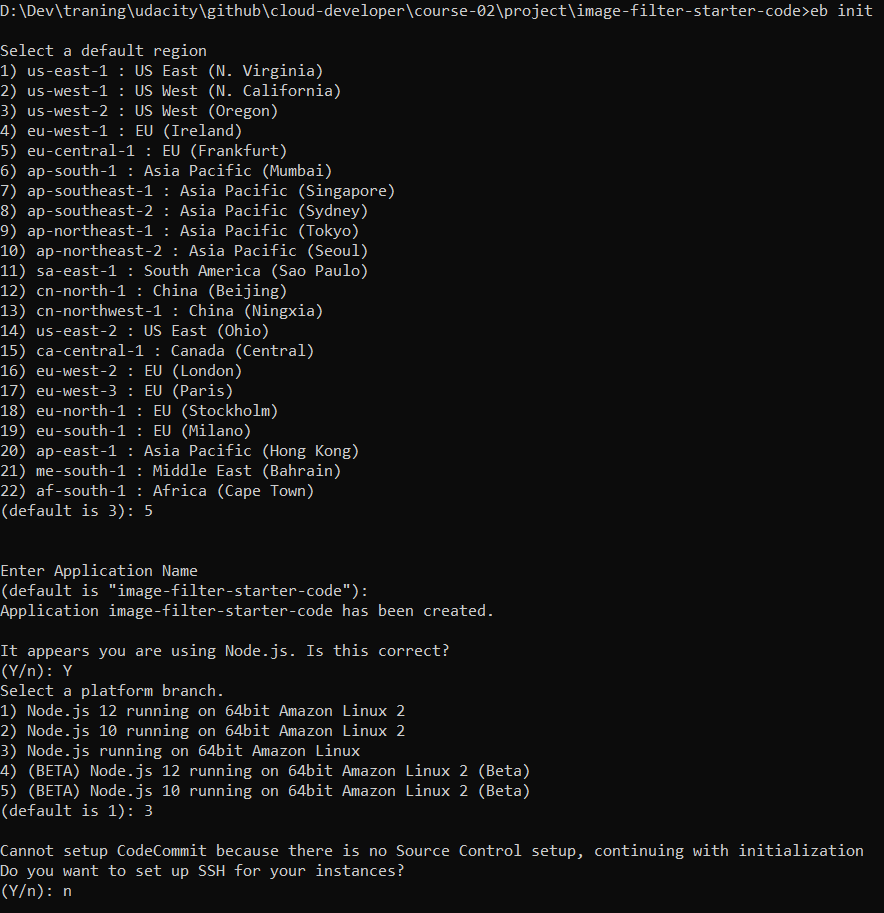 D:\Dev\traning\udacity\github\cloud-developer\course-02\project\image-filter-starter-code>eb init
Select a default region
1) us-east-1 : US East (N. Virginia)
2) us-west-1 : US West (N. California)
3) us-west-2 : US West (Oregon)
4) eu-west-1 : EU (Ireland)
5) eu-central-1 : EU (Frankfurt)
6) ap-south-1 : Asia Pacific (Mumbai)
7) ap-southeast-1 : Asia Pacific (Singapore)
8) ap-southeast-2 : Asia Pacific (Sydney)
9) ap-northeast-1 : Asia Pacific (Tokyo)
10) ap-northeast-2 : Asia Pacific (Seoul)
11) sa-east-1 : South America (Sao Paulo)
12) cn-north-1 : China (Beijing)
13) cn-northwest-1 : China (Ningxia)
14) us-east-2 : US East (Ohio)
15) ca-central-1 : Canada (Central)
16) eu-west-2 : EU (London)
17) eu-west-3 : EU (Paris)
18) eu-north-1 : EU (Stockholm)
19) eu-south-1 : EU (Milano)
20) ap-east-1 : Asia Pacific (Hong Kong)
21) me-south-1 : Middle East (Bahrain)
22) af-south-1 : Africa (Cape Town)
(default is 3): 5
Enter Application Name
(default is "image-filter-starter-code"):
Application image-filter-starter-code has been created.
It appears you are using Node.js. Is this correct?
(Y/n): Y
Select a platform branch.
1) Node.js 12 running on 64bit Amazon Linux 2
2) Node.js 10 running on 64bit Amazon Linux 2
3) Node.js running on 64bit Amazon Linux
4) (BETA) Node.js 12 running on 64bit Amazon Linux 2 (Beta)
5) (BETA) Node.js 10 running on 64bit Amazon Linux 2 (Beta)
(default is 1): 3
Cannot setup CodeCommit because there is no Source Control setup, continuing with initialization
Do you want to set up SSH for your instances?
(Y/n): n